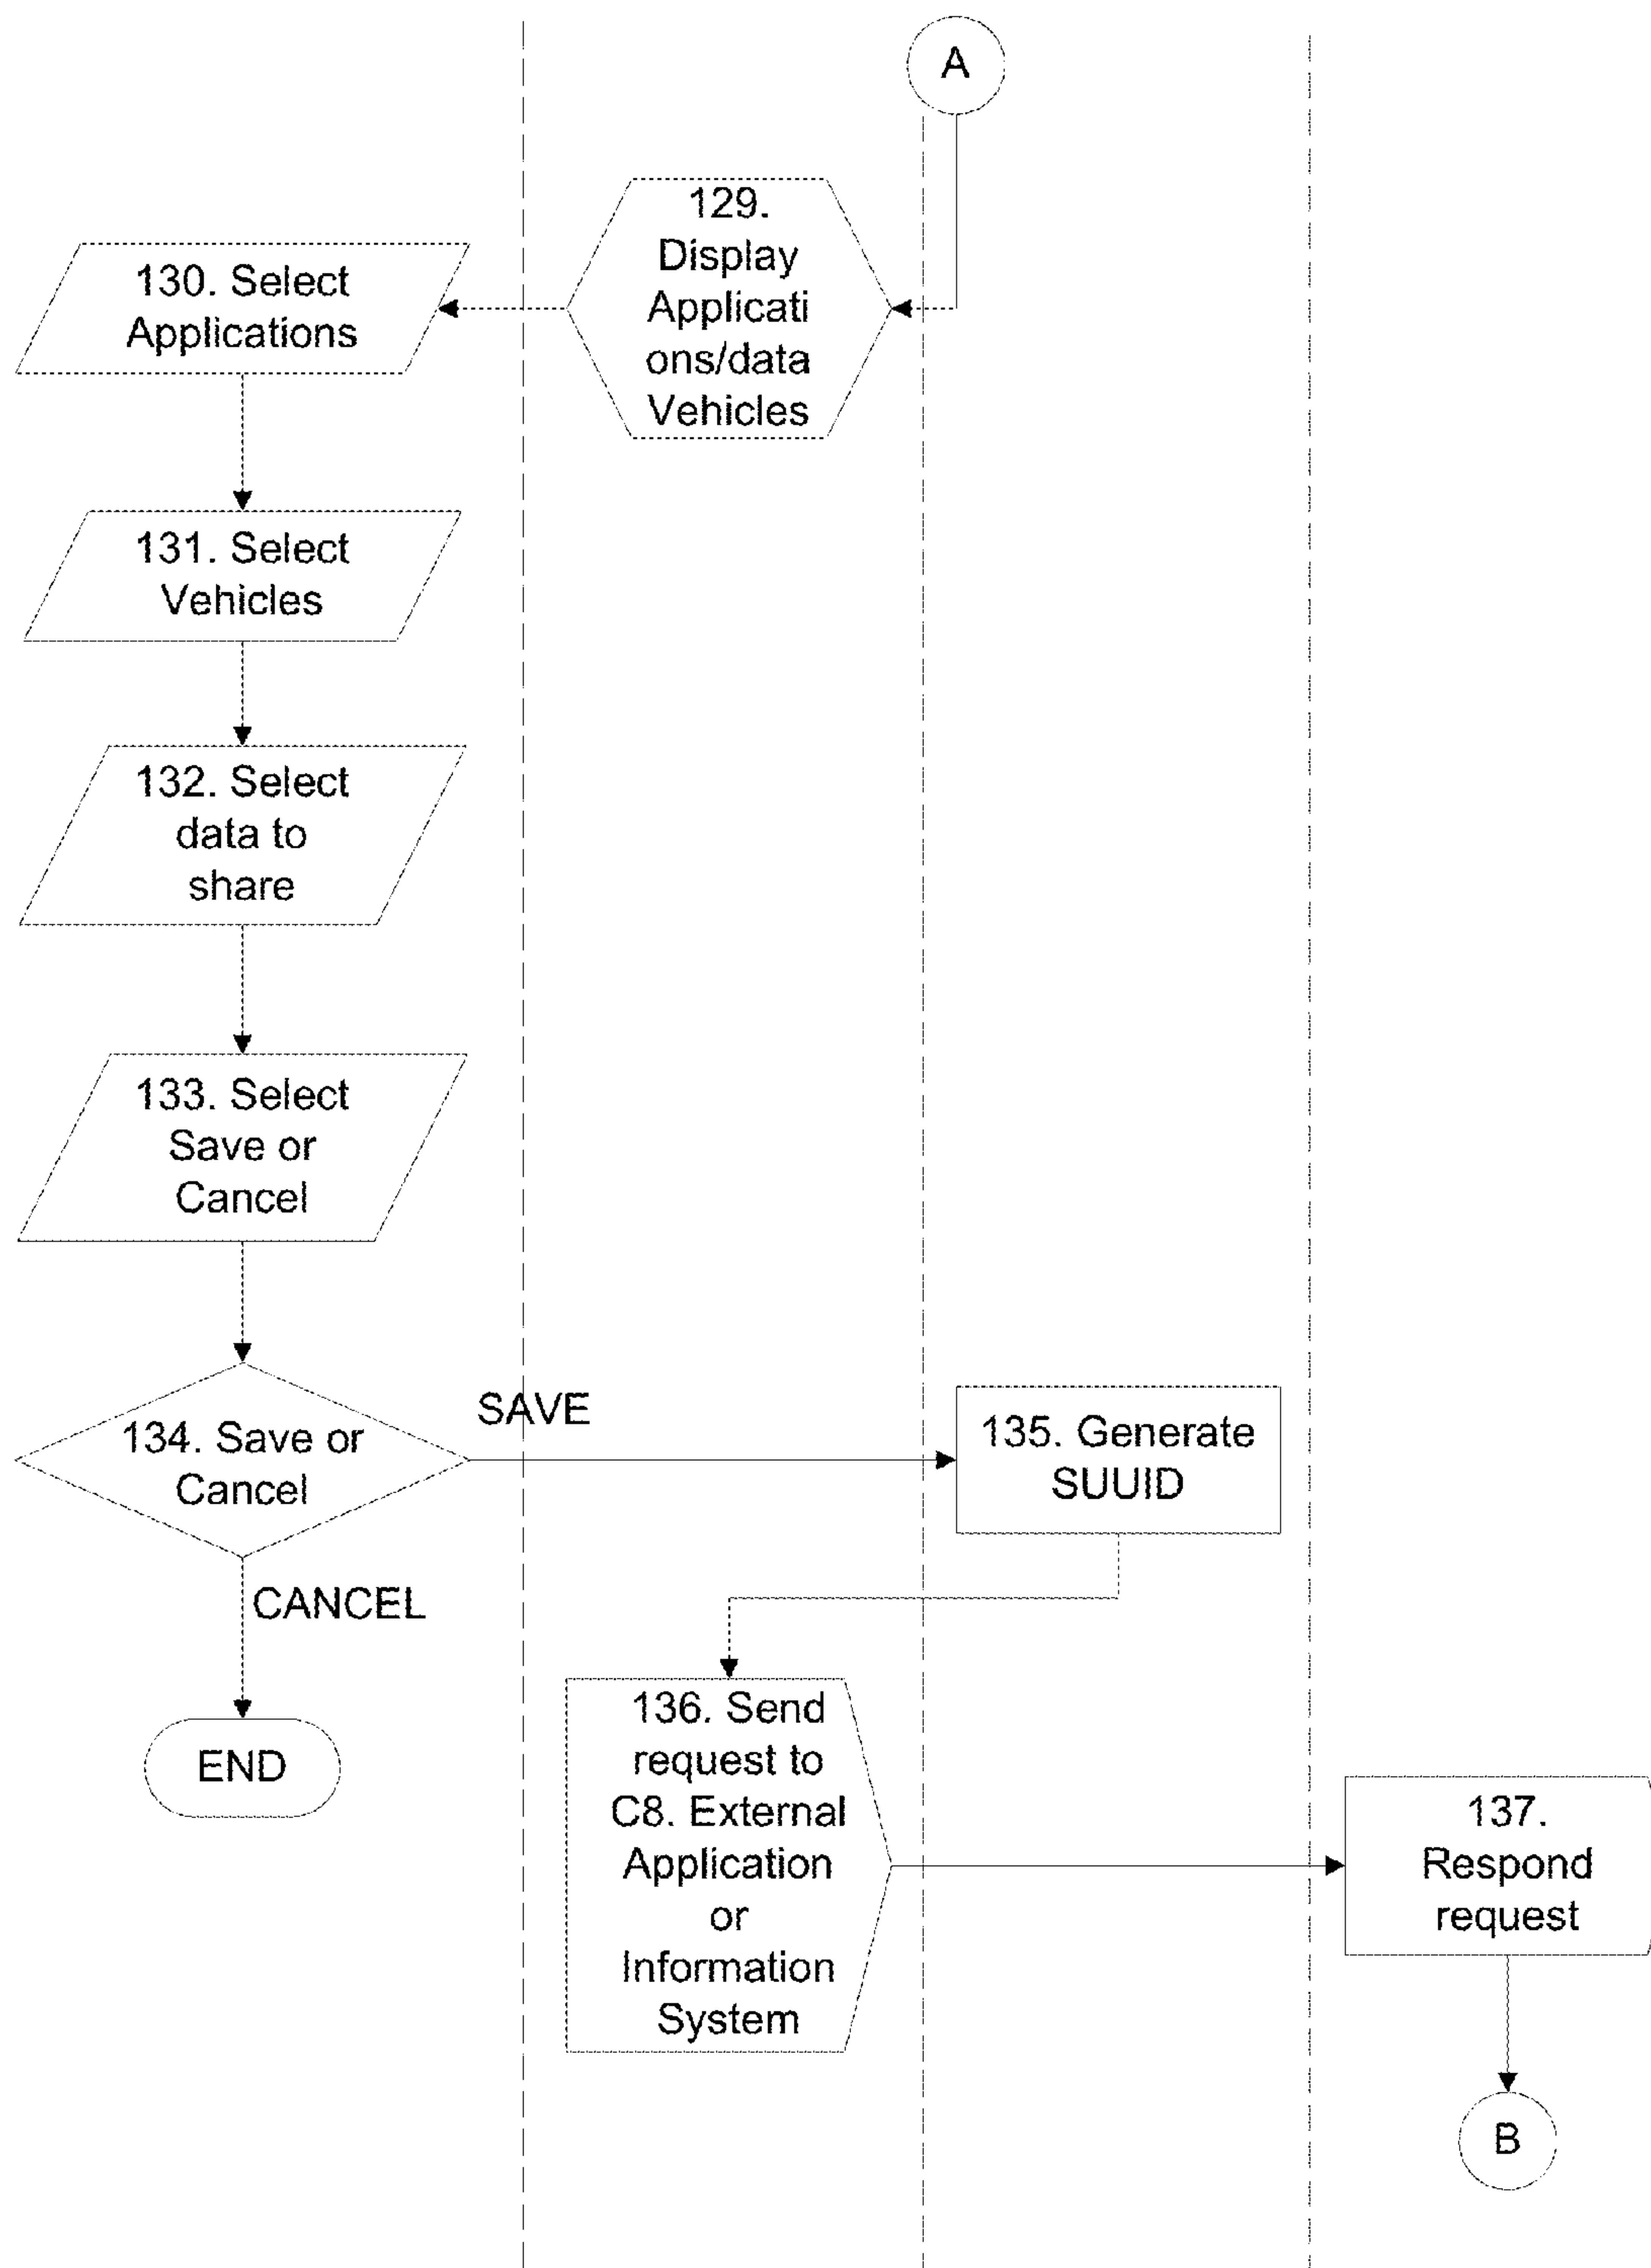 A
129.
Display
Applicati
ons/data
Vehicles
130. Select
Applications
131. Select
Vehicles
132. Select
data to
share
133. Select
Save or
Cancel
134. Save or
Cancel
SAVE
135. Generate
SUUID
CANCEL
END
136. Send
request to
C8. External
Application
or
Information
System
137.
Respond
request
B